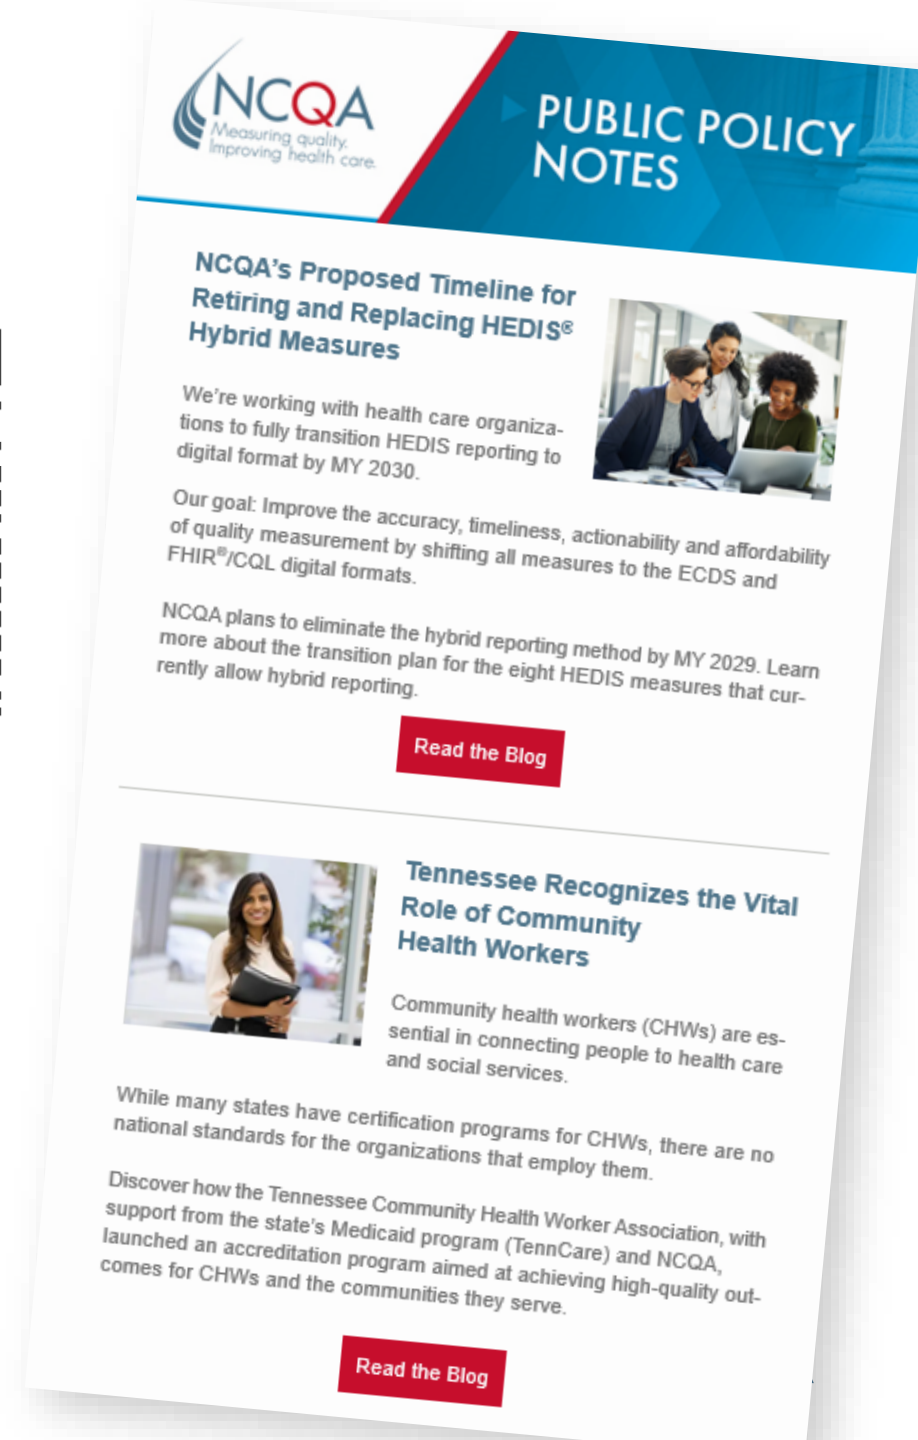 NCQA
Measuring quality.
Improving health care.
PUBLIC POLICY
NOTES
NCQA's Proposed Timeline for
Retiring and Replacing HEDIS®
Hybrid Measures
We're working with health care organiza-
tions to fully transition HEDIS reporting to
digital format by MY 2030.
Our goal: Improve the accuracy, timeliness, actionability and affordability
of quality measurement by shifting all measures to the ECDS and
FHIR®/CQL digital formats.
NCQA plans to eliminate the hybrid reporting method by MY 2029. Learn
more about the transition plan for the eight HEDIS measures that cur-
rently allow hybrid reporting.
Read the Blog
Tennessee Recognizes the Vital
Role of Community
Health Workers
Community health workers (CHWs) are es-
sential in connecting people to health care
and social services.
While many states have certification programs for CHWs, there are no
national standards for the organizations that employ them.
Discover how the Tennessee Community Health Worker Association, with
support from the state's Medicaid program (TennCare) and NCQA,
launched an accreditation program aimed at achieving high-quality out-
comes for CHWs and the communities they serve.
Read the Blog